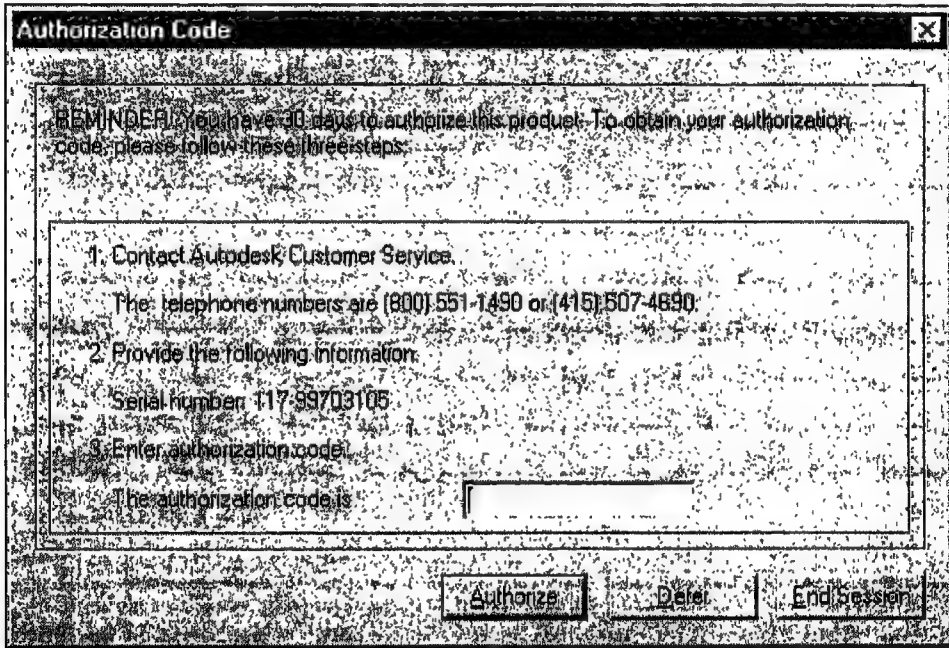 Authorization Code
REMINDER! You have 30 days to authorize this product. To obtain your authorization
code, please follow these three steps:
1. Contact Autodesk Customer Service.
The telephone numbers are (800) 551-1490 or (415) 507-4690.
2. Provide the following information:
Serial number: 117-99703105
3. Enter authorization code.
The authorization code is
Authorize Defer End Session